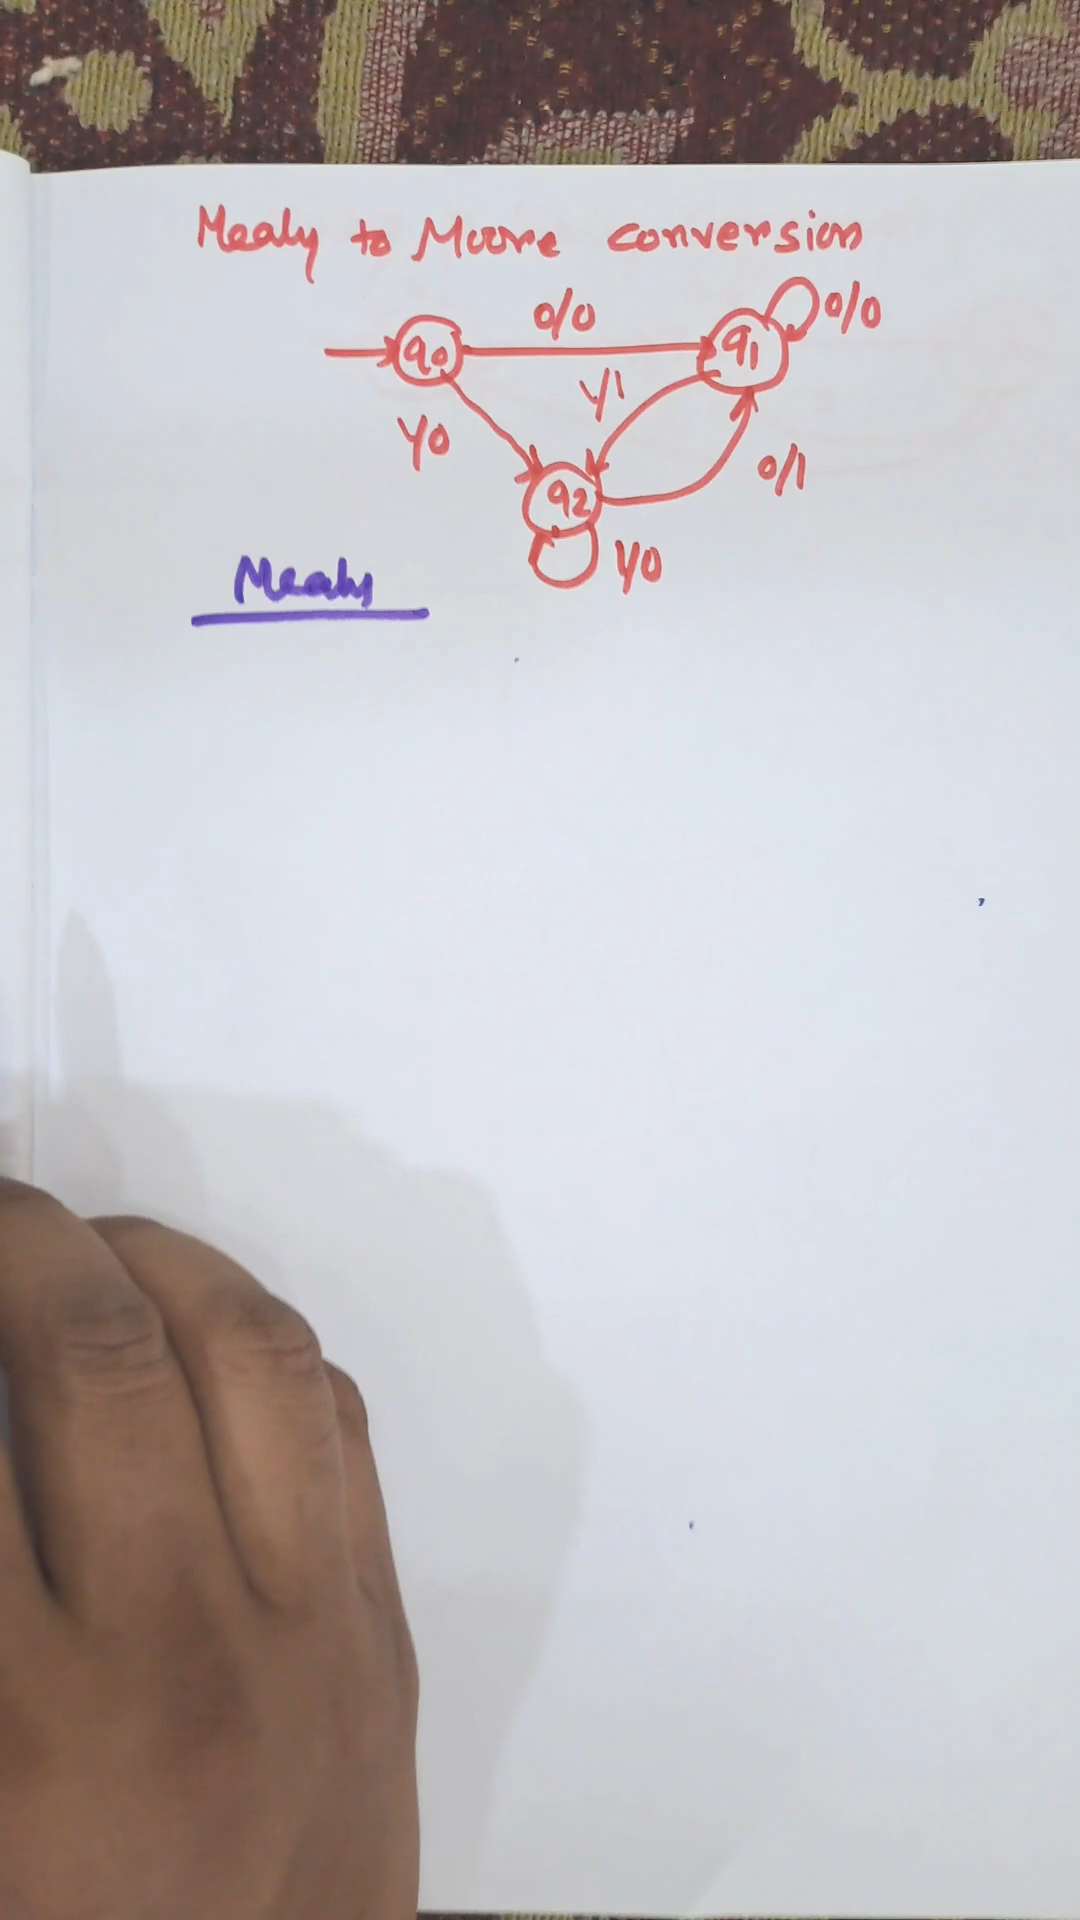 Mealy to Moore conversion
0/0
0/0
q0
q1
1/1
1/0
0/1
q2
1/0
Mealy